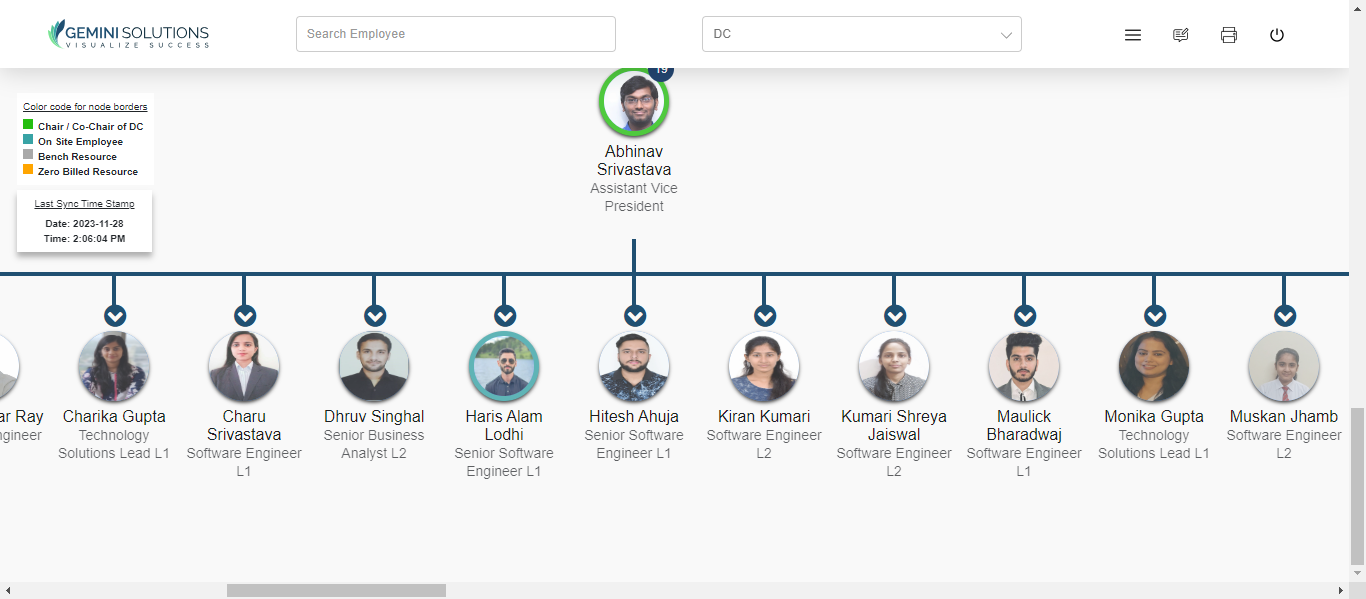 GEMINI SOLUTIONS
VISUALIZE SUCCESS
Search Employee
DC
Color code for node borders
Chair / Co-Chair of DC
On Site Employee
Bench Resource
Zero Billed Resource
Last Sync Time Stamp
Date: 2023-11-28
Time: 2:06:04 PM
19
Abhinav
Srivastava
Assistant Vice
President
ar Ray
ngineer
Charika Gupta
Technology
Solutions Lead L1
Charu
Srivastava
Software Engineer
L1
Dhruv Singhal
Senior Business
Analyst L2
Haris Alam
Lodhi
Senior Software
Engineer L1
Hitesh Ahuja
Senior Software
Engineer L1
Kiran Kumari
Software Engineer
L2
Kumari Shreya
Jaiswal
Software Engineer
L2
Maulick
Bharadwaj
Software Engineer
L1
Monika Gupta
Technology
Solutions Lead L1
Muskan Jhamb
Software Engineer
L2